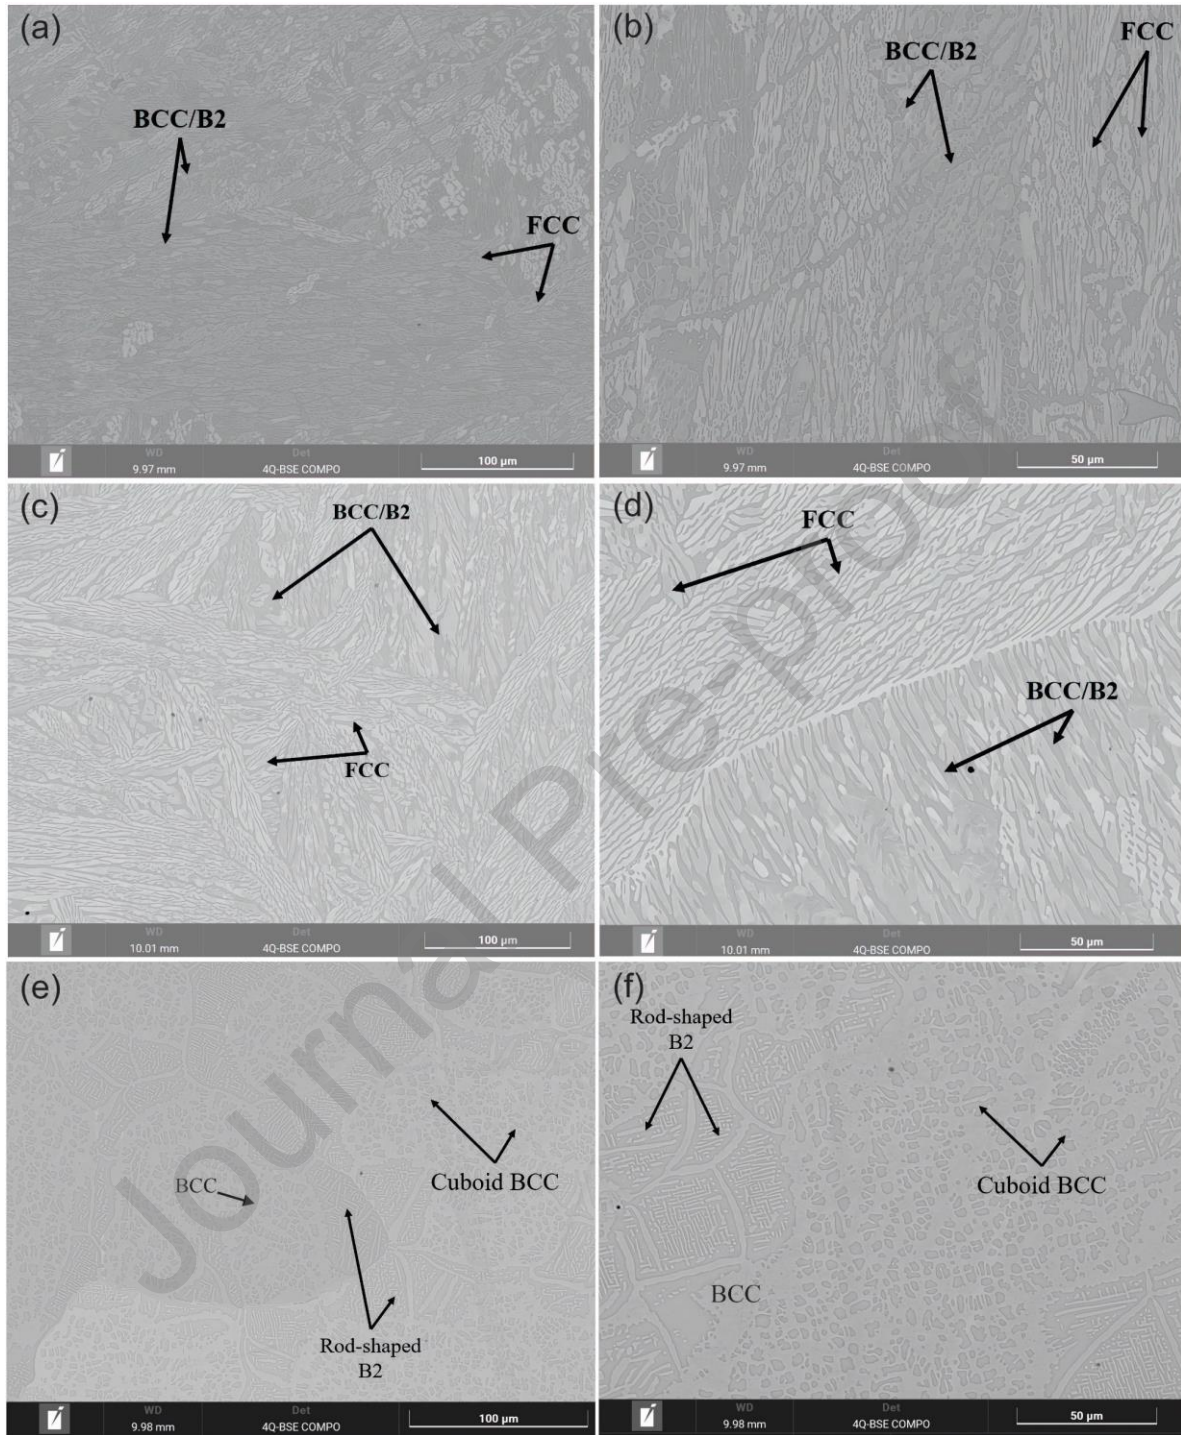 (a)
BCC/B2
FCC
WD
9.97 mm
Det
4Q-BSE COMPO
100 µm
(b)
BCC/B2
FCC
WD
9.97 mm
Det
4Q-BSE COMPO
50 µm
(c)
BCC/B2
FCC
WD
10.01 mm
Det
4Q-BSE COMPO
100 µm
(d)
FCC
BCC/B2
WD
10.01 mm
Det
4Q-BSE COMPO
50 µm
(e)
BCC
Cuboid BCC
Rod-shaped
B2
WD
9.98 mm
Det
4Q-BSE COMPO
100 µm
(f)
Rod-shaped
B2
Cuboid BCC
BCC
WD
9.98 mm
Det
4Q-BSE COMPO
50 µm
Journal Pre-proof